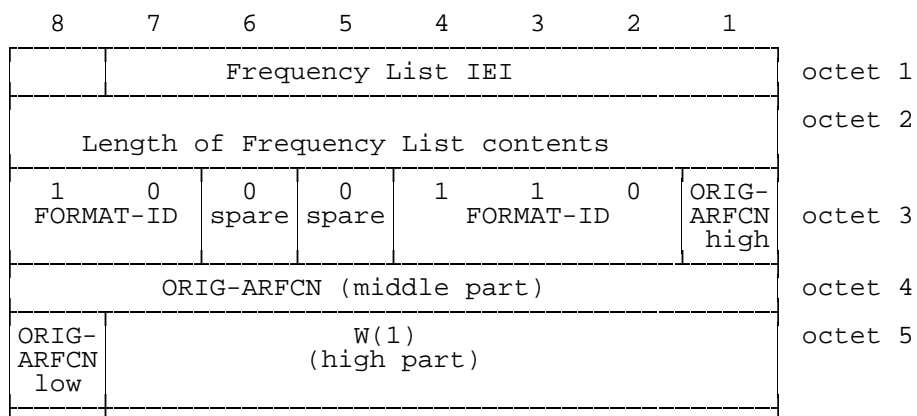 8 7 6 5 4 3 2 1
Frequency List IEI octet 1
octet 2
Length of Frequency List contents
1 0 0 0 1 1 0 ORIG-
FORMAT-ID spare spare FORMAT-ID ARFCN octet 3
high
ORIG-ARFCN (middle part) octet 4
ORIG- W(1) octet 5
ARFCN (high part)
low